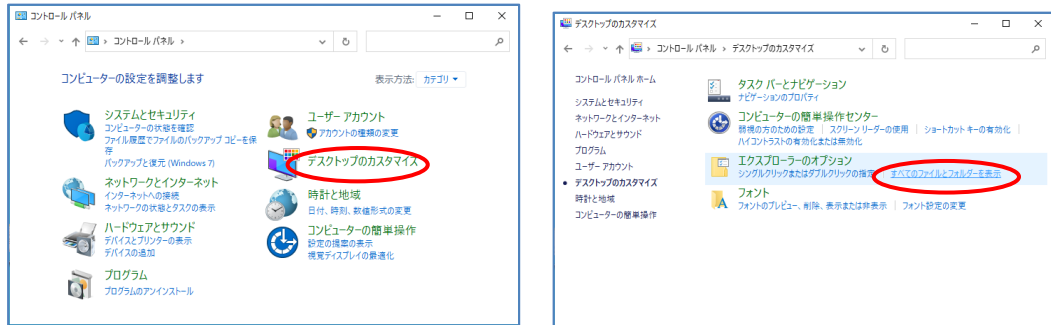 コントロール パネル
コントロール パネル
コンピューターの設定を調整します
表示方法: カテゴリ
システムとセキュリティ
コンピューターの状態を確認
ファイル履歴でファイルのバックアップ コピーを保
存
バックアップと復元 (Windows 7)
ネットワークとインターネット
インターネットへの接続
ネットワークの状態とタスクの表示
ハードウェアとサウンド
デバイスとプリンターの表示
デバイスの追加
プログラム
プログラムのアンインストール
ユーザー アカウント
アカウントの種類の変更
デスクトップのカスタマイズ
時計と地域
日付、時刻、数値形式の変更
コンピューターの簡単操作
設定の提案の表示
視覚ディスプレイの最適化
デスクトップのカスタマイズ
コントロール パネル › デスクトップのカスタマイズ
コントロール パネル ホーム
システムとセキュリティ
ネットワークとインターネット
ハードウェアとサウンド
プログラム
ユーザー アカウント
デスクトップのカスタマイズ
時計と地域
コンピューターの簡単操作
タスク バーとナビゲーション
ナビゲーションのプロパティ
コンピューターの簡単操作センター
弱視の方のための設定 | スクリーン リーダーの使用 | ショートカット キーの有効化 |
ハイコントラストの有効化または無効化
エクスプローラーのオプション
シングルクリックまたはダブルクリックの指定 | すべてのファイルとフォルダーを表示
フォント
フォントのプレビュー、削除、表示または非表示 | フォント設定の変更